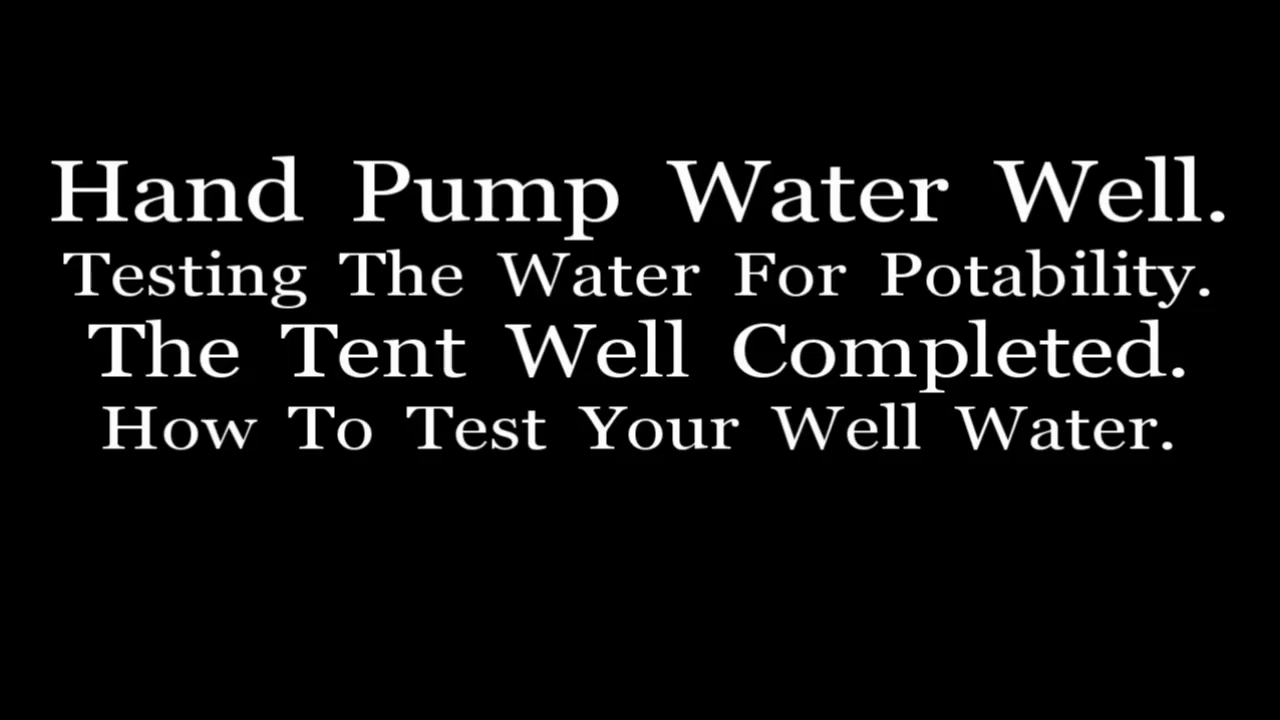 Hand Pump Water Well.
Testing The Water For Potability.
The Tent Well Completed.
How To Test Your Well Water.